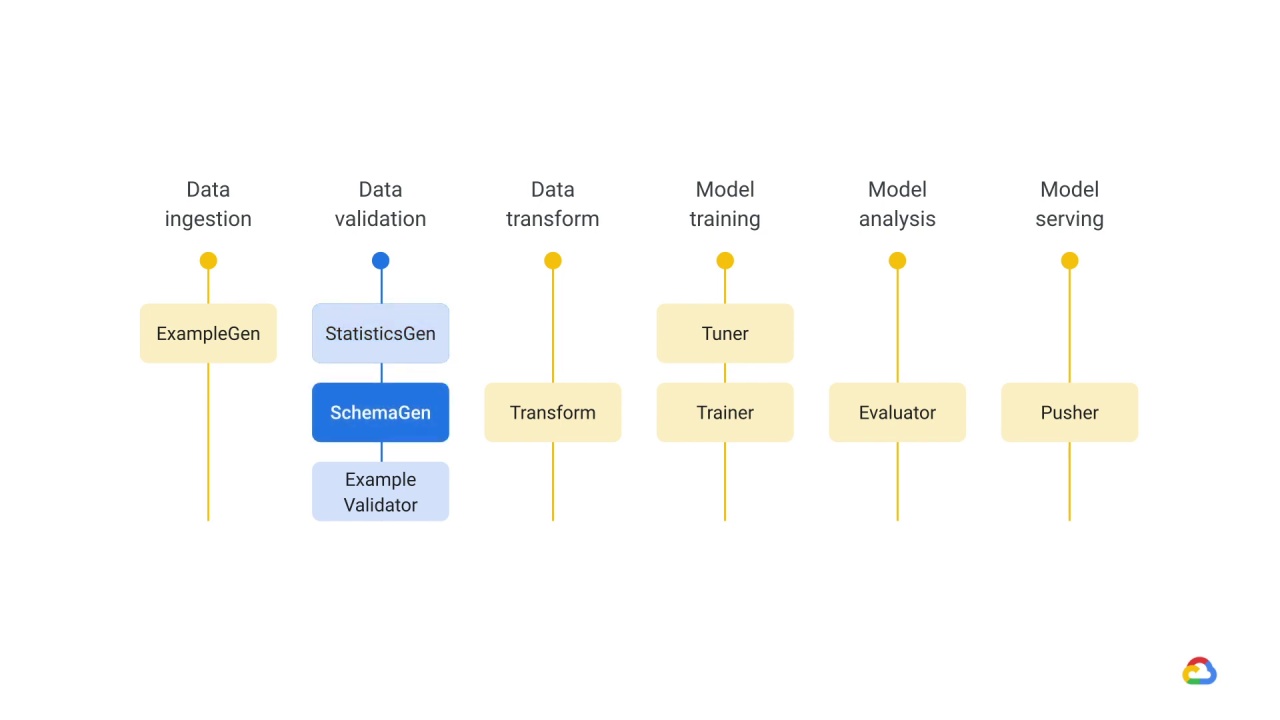 Data
ingestion
Data
validation
Data
transform
Model
training
Model
analysis
Model
serving
ExampleGen
StatisticsGen
Tuner
SchemaGen
Transform
Trainer
Evaluator
Pusher
Example
Validator